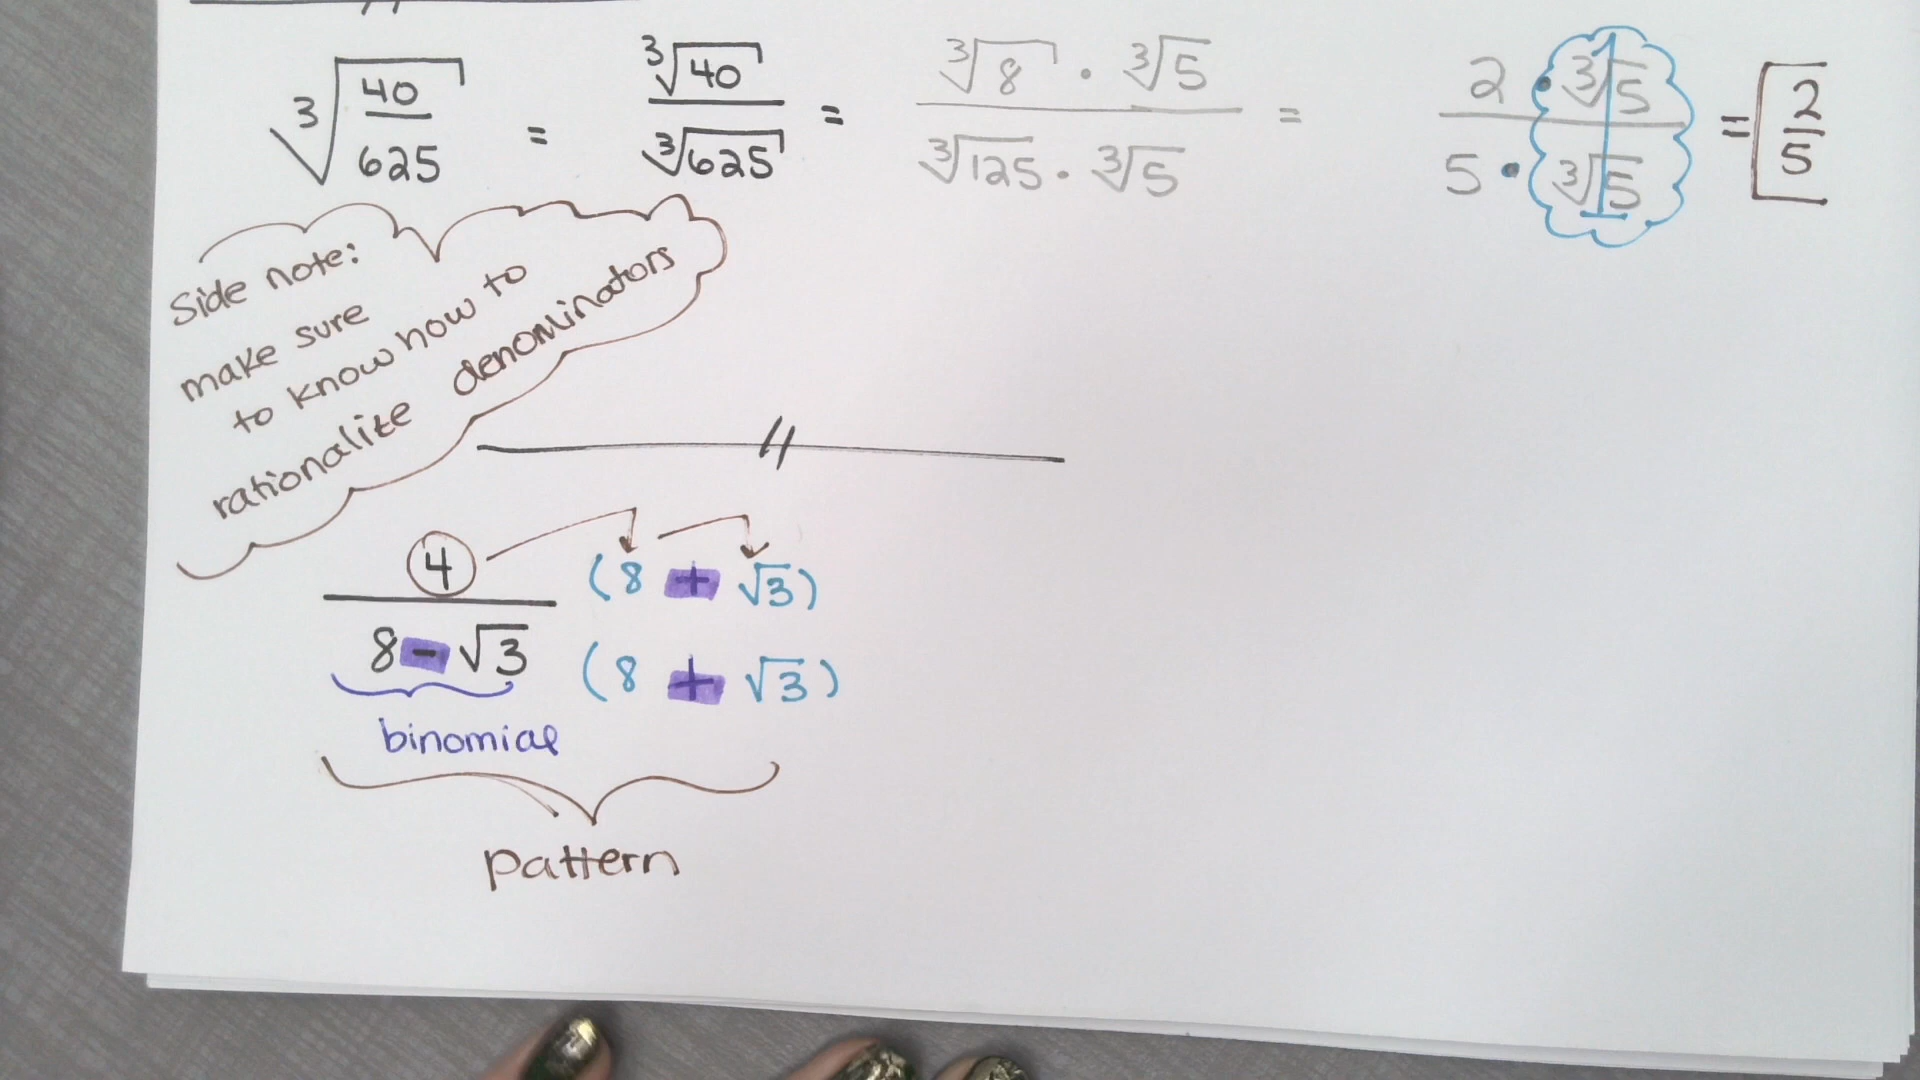 ∛(40/625) = ∛40/∛625 = (∛8 · ∛5)/(∛125 · ∛5) = (2 · ∛5)/(5 · ∛5) = 2/5
1
Side note:
make sure
to know how to
rationalize denominators
4 (8 + √3)
8 - √3 (8 + √3)
binomial
pattern